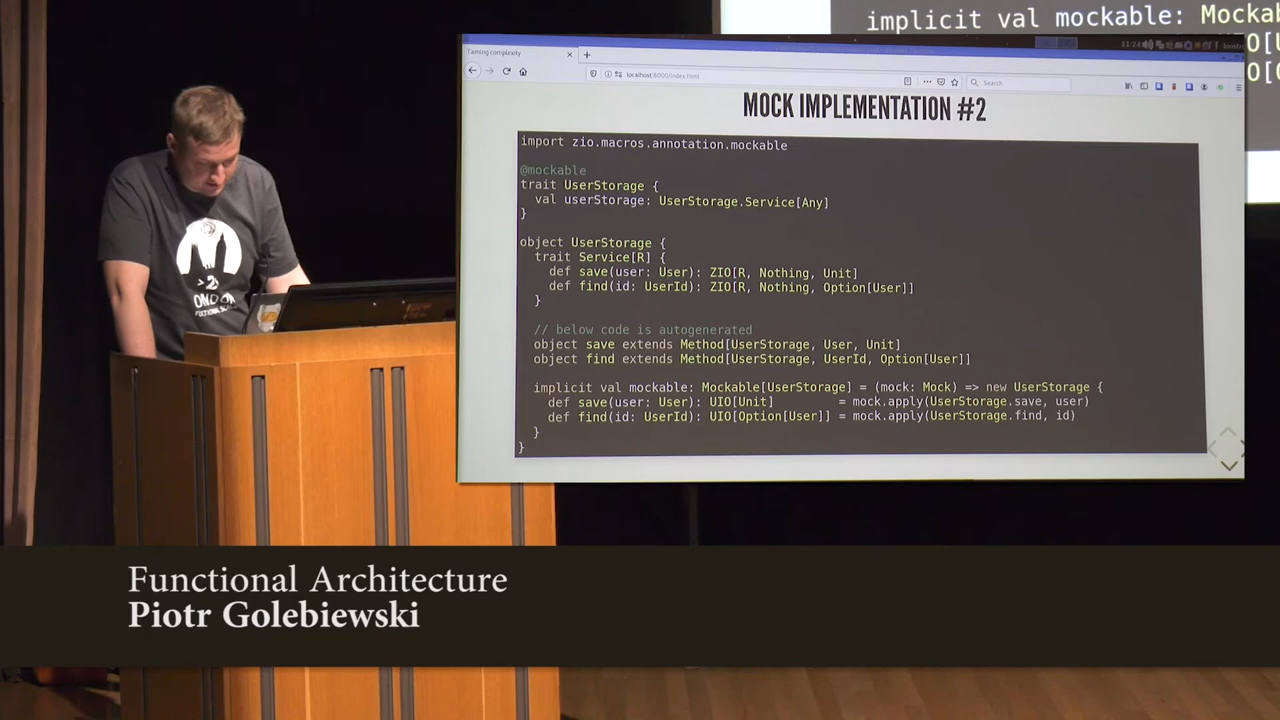 implicit val mockable: Mocka
O[
Taming complexity
11:24
localhost:8000/index.html
Search
MOCK IMPLEMENTATION #2
import zio.macros.annotation.mockable
@mockable
trait UserStorage {
val userStorage: UserStorage.Service[Any]
}
object UserStorage {
trait Service[R] {
def save(user: User): ZIO[R, Nothing, Unit]
def find(id: UserId): ZIO[R, Nothing, Option[User]]
}
// below code is autogenerated
object save extends Method[UserStorage, User, Unit]
object find extends Method[UserStorage, UserId, Option[User]]
implicit val mockable: Mockable[UserStorage] = (mock: Mock) => new UserStorage {
def save(user: User): UIO[Unit] = mock.apply(UserStorage.save, user)
def find(id: UserId): UIO[Option[User]] = mock.apply(UserStorage.find, id)
}
}
Functional Architecture
Piotr Golebiewski